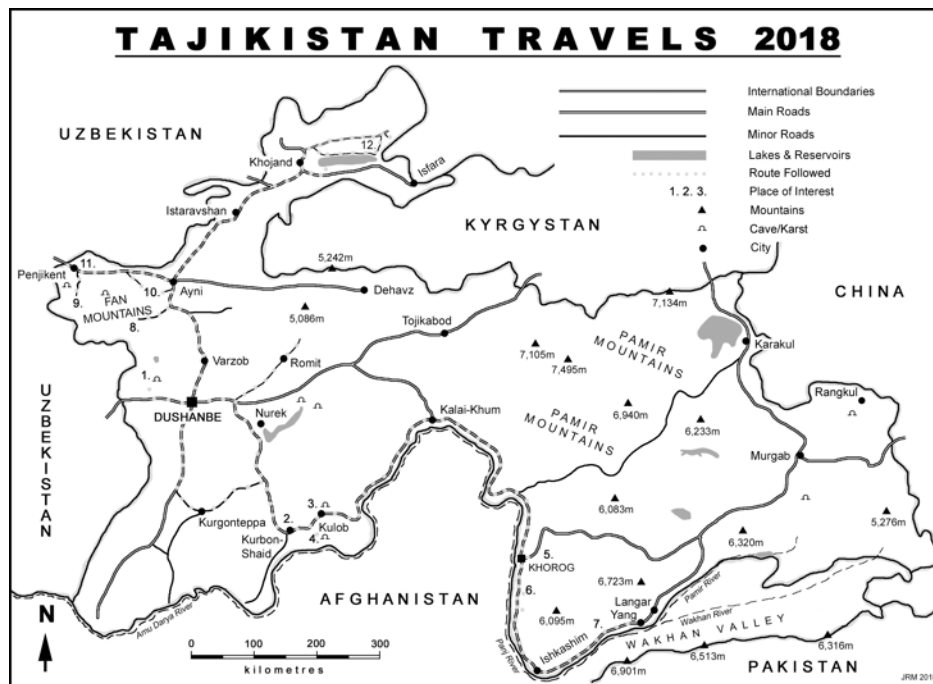 TAJIKISTAN TRAVELS 2018
International Boundaries
Main Roads
Minor Roads
Lakes & Reservoirs
Route Followed
1. 2. 3. Place of Interest
Mountains
Cave/Karst
City
UZBEKISTAN
12.
Khojand
Isfara
Istaravshan
KYRGYSTAN
5,242m
Penjikent
11.
9.
FAN
MOUNTAINS
10.
Ayni
8.
Dehavz
7,134m
CHINA
5,086m
Tojikabod
PAMIR
MOUNTAINS
Karakul
7,105m
7,495m
Varzob
Romit
1.
UZBEKISTAN
DUSHANBE
Nurek
Kalai-Khum
PAMIR
MOUNTAINS
6,940m
6,233m
Rangkul
Murgab
Kurgonteppa
2.
3.
Kulob
4.
Kurbon-
Shaid
6,083m
6,320m
5,276m
5.
KHOROG
6.
6,723m
6,095m
Langar
Yang
7.
Pamir River
Wakhan River
WAKHAN VALLEY
AFGHANISTAN
Amu Darya River
Panj River
Ishkashim
6,901m
6,513m
6,316m
PAKISTAN
N
0 100 200 300
kilometres
JRM 2018